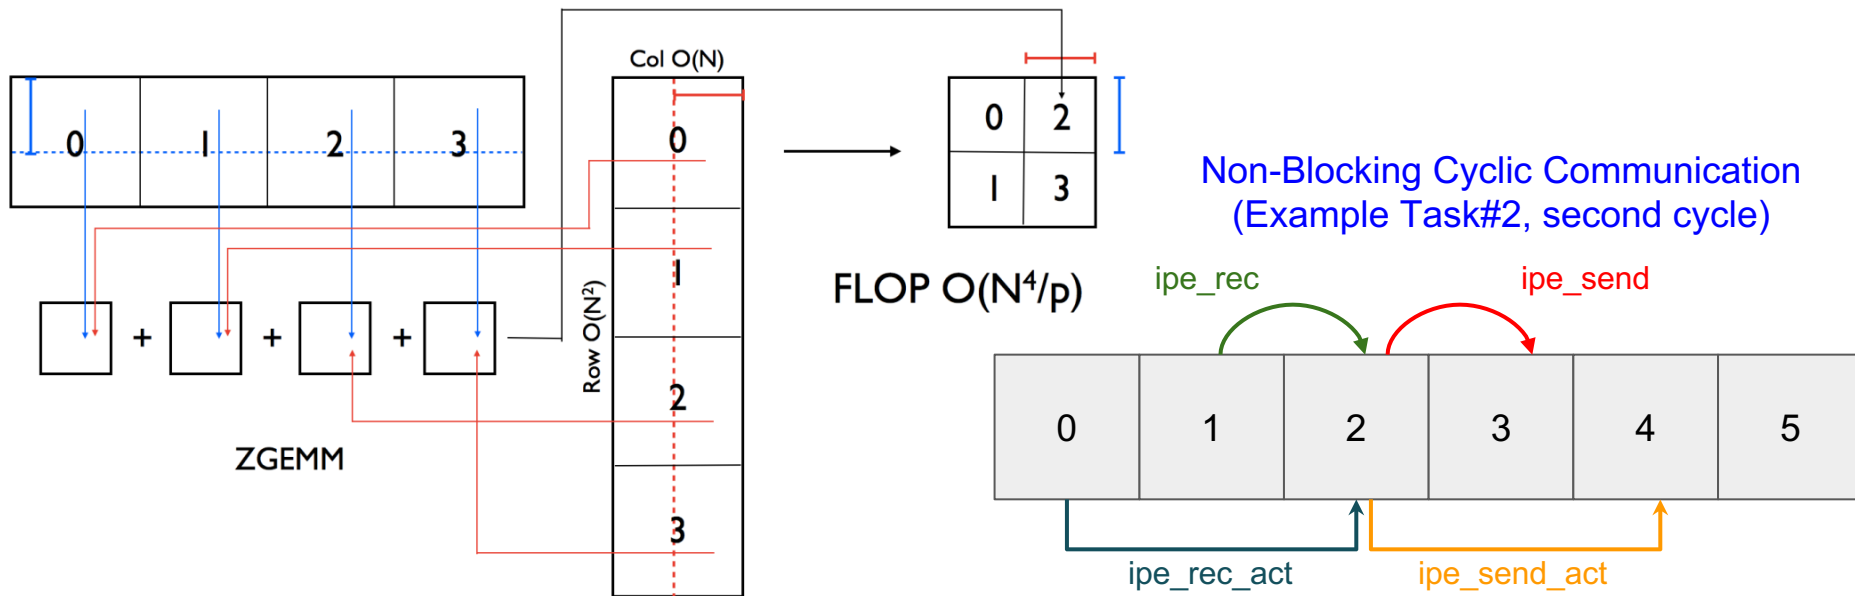 Col O(N)
0 1 2 3
0
1
2
3
Row O(N²)
+ + +
ZGEMM
0 2
1 3
FLOP O(N⁴/p)
Non-Blocking Cyclic Communication
(Example Task#2, second cycle)
ipe_rec
ipe_send
0 1 2 3 4 5
ipe_rec_act
ipe_send_act